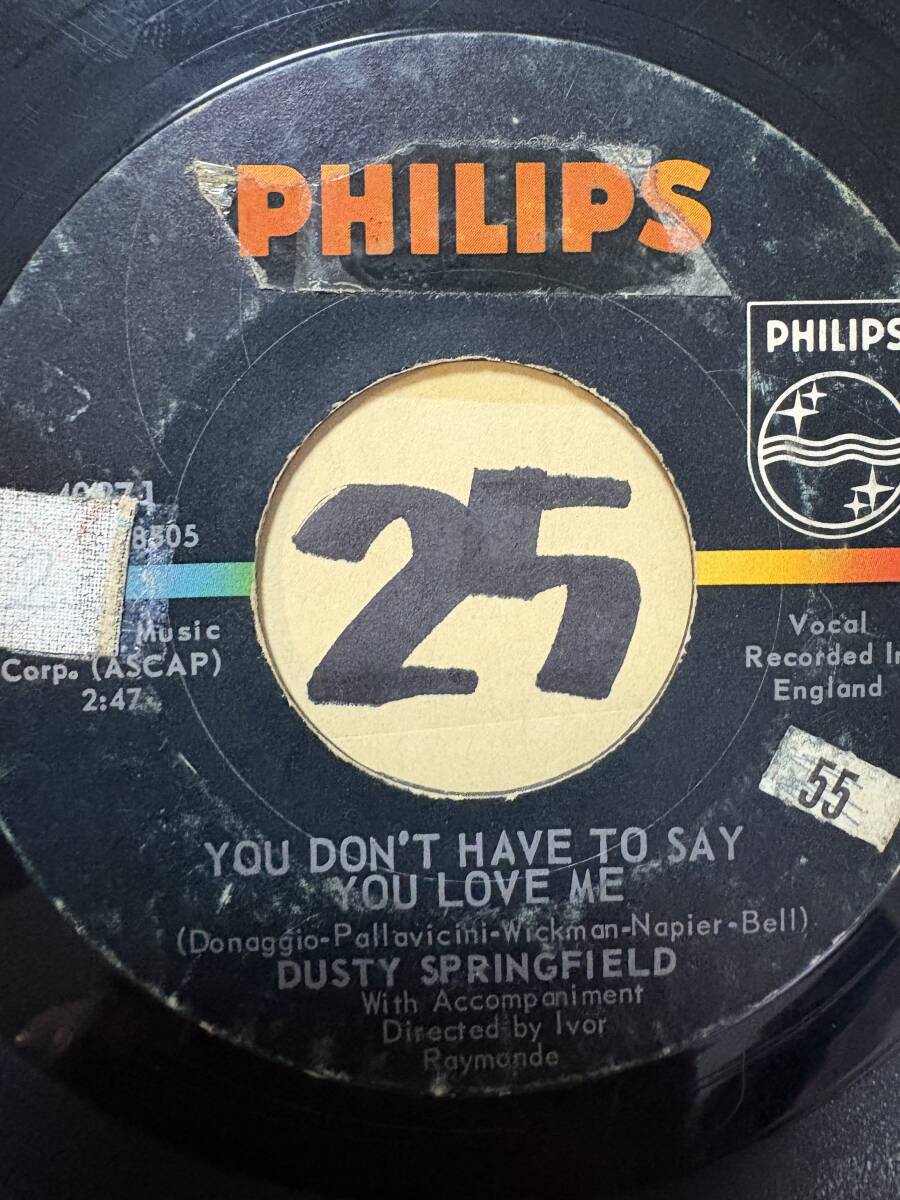 PHILIPS
PHILIPS
8505
Music
Corp. (ASCAP)
2:47
25
Vocal
Recorded In
England
55
YOU DON'T HAVE TO SAY
YOU LOVE ME
(Donaggio-Pallavicini-Wickman-Napier-Bell)
DUSTY SPRINGFIELD
With Accompaniment
Directed by Ivor
Raymonde